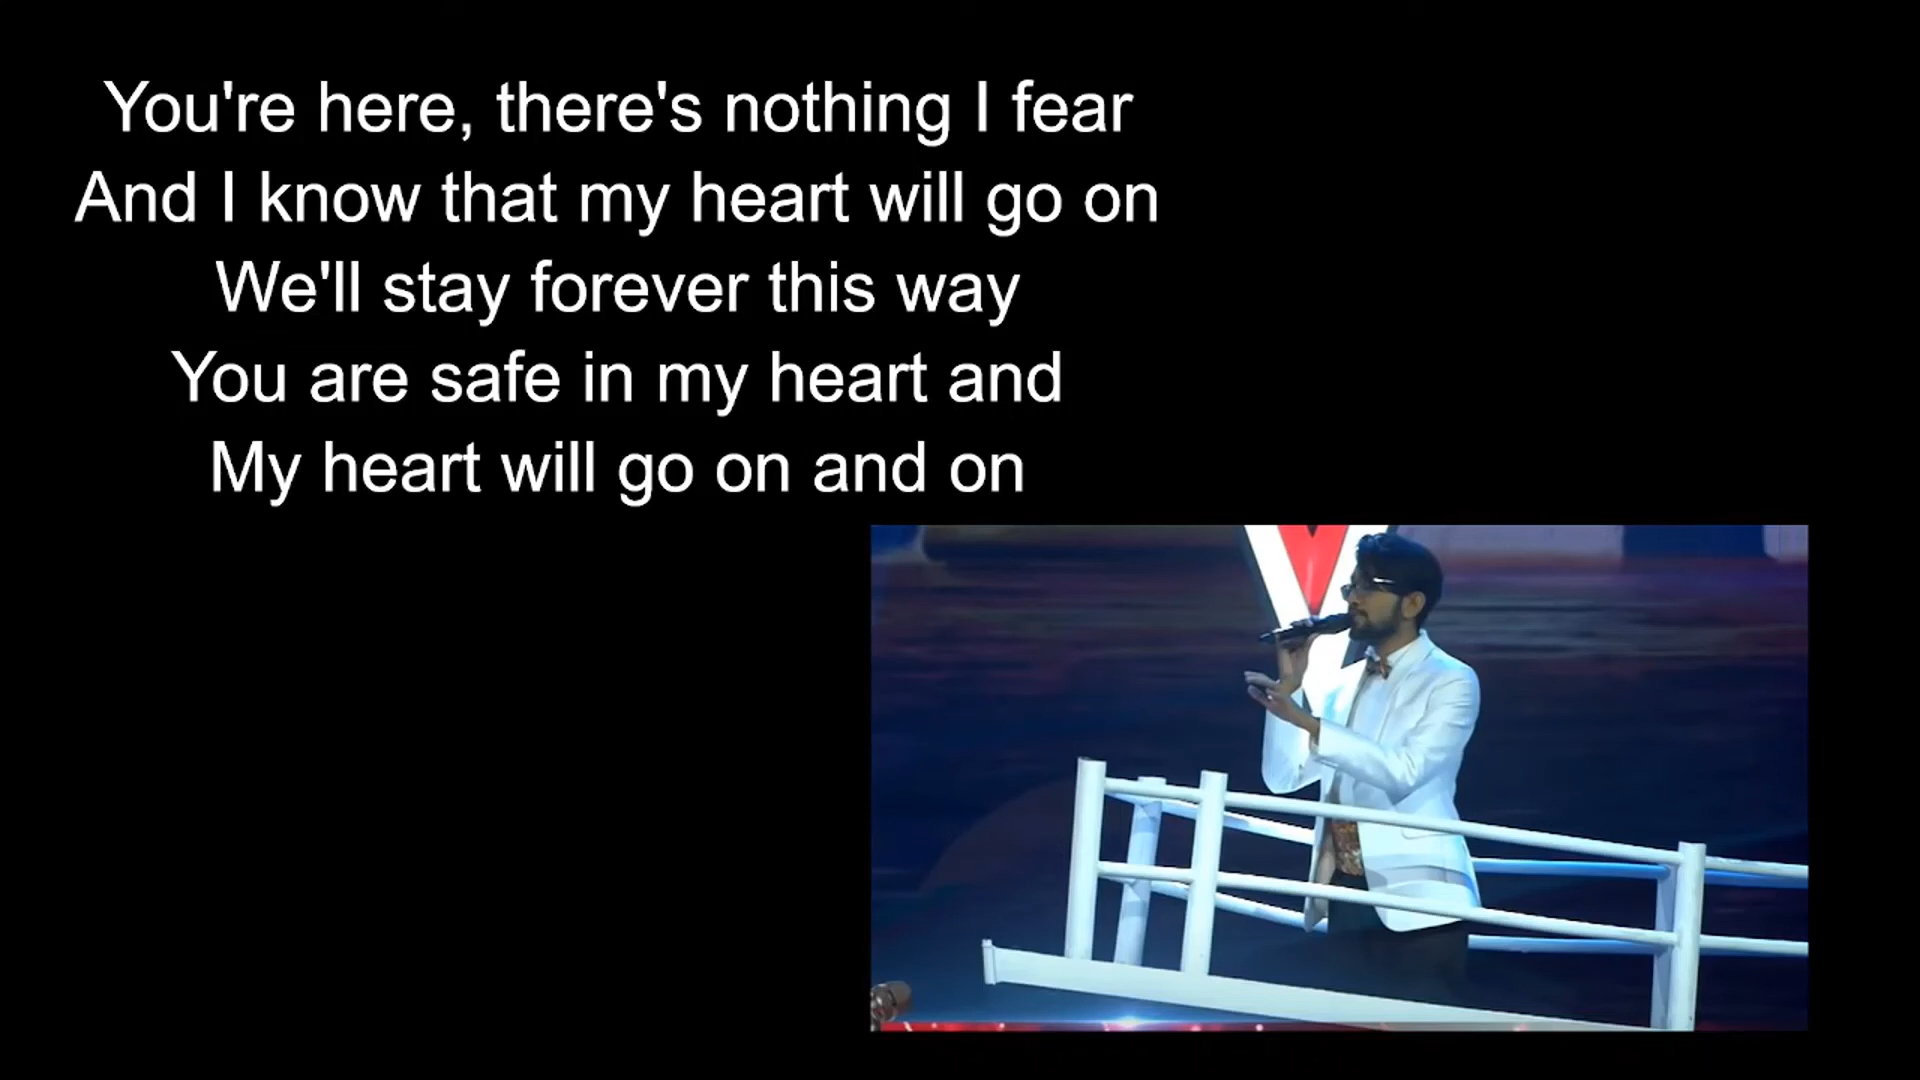 You're here, there's nothing I fear
And I know that my heart will go on
We'll stay forever this way
You are safe in my heart and
My heart will go on and on